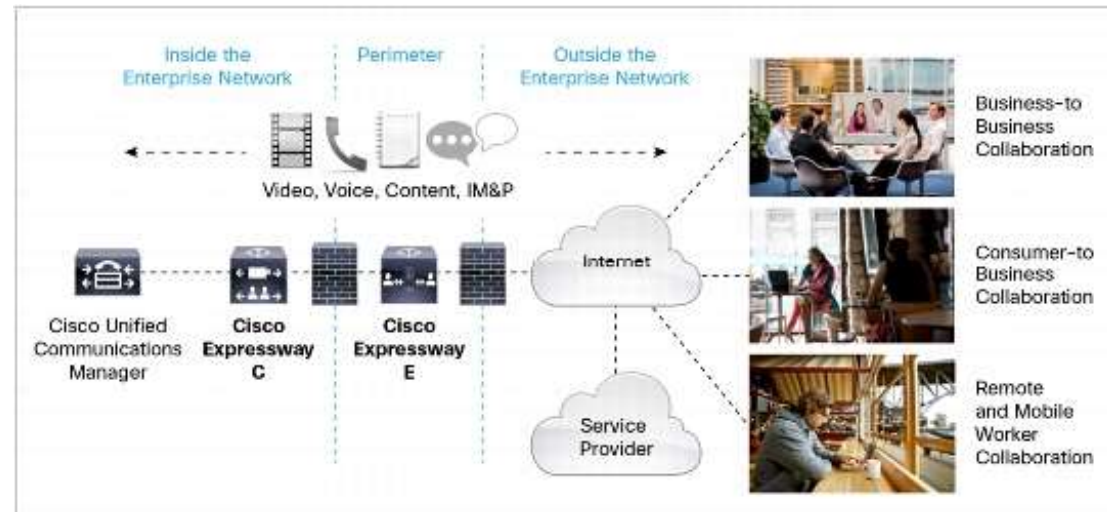 Inside the
Enterprise Network
Perimeter
Outside the
Enterprise Network
Video, Voice, Content, IM&P
Business-to
Business
Collaboration
Internet
Consumer-to
Business
Collaboration
Cisco Unified
Communications
Manager
Cisco
Expressway
C
Cisco
Expressway
E
Service
Provider
Remote
and Mobile
Worker
Collaboration